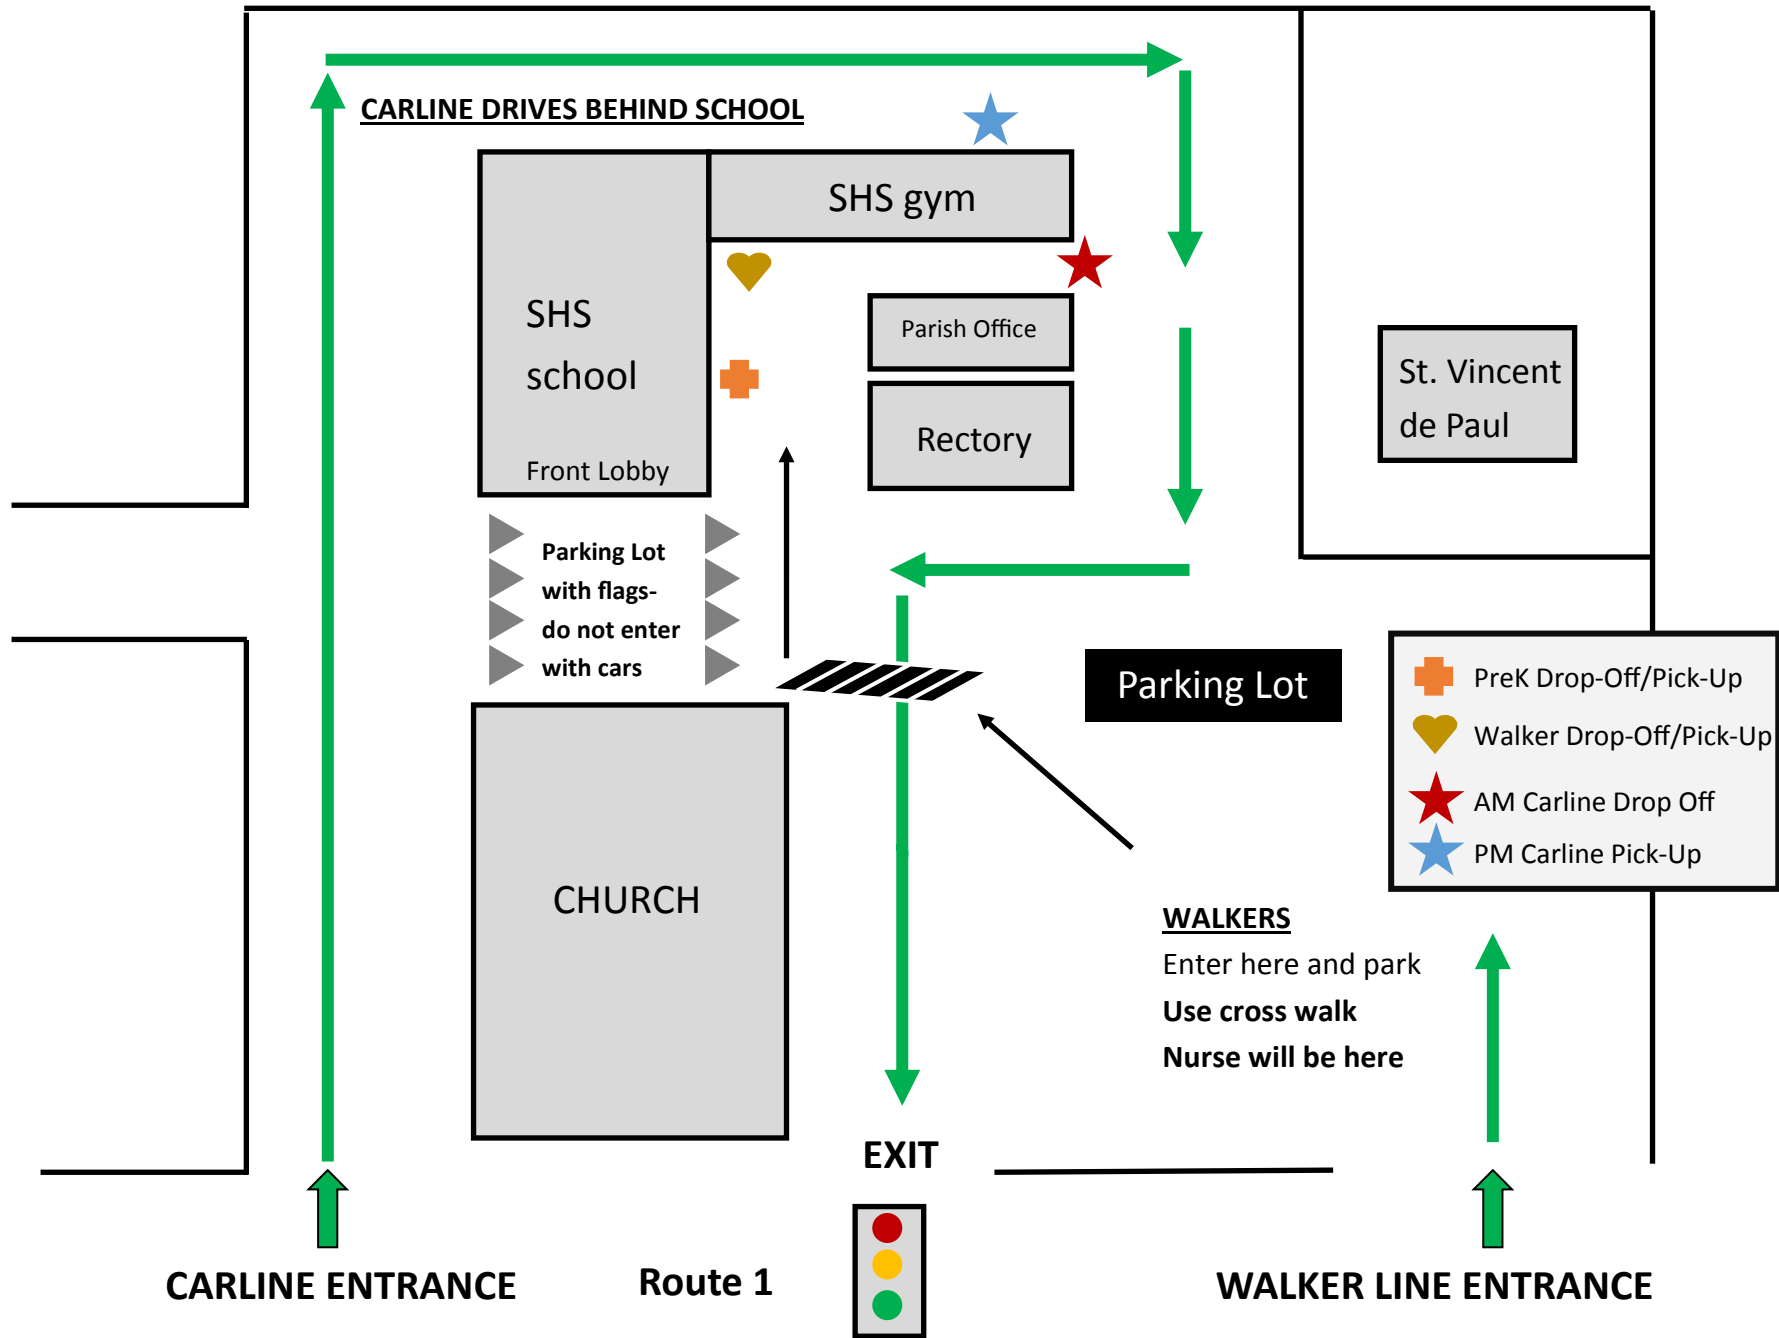 CARLINE DRIVES BEHIND SCHOOL
SHS gym
SHS
school
Front Lobby
Parish Office
Rectory
St. Vincent
de Paul
Parking Lot
with flags-
do not enter
with cars
Parking Lot
PreK Drop-Off/Pick-Up
Walker Drop-Off/Pick-Up
AM Carline Drop Off
PM Carline Pick-Up
CHURCH
WALKERS
Enter here and park
Use cross walk
Nurse will be here
EXIT
CARLINE ENTRANCE
Route 1
WALKER LINE ENTRANCE